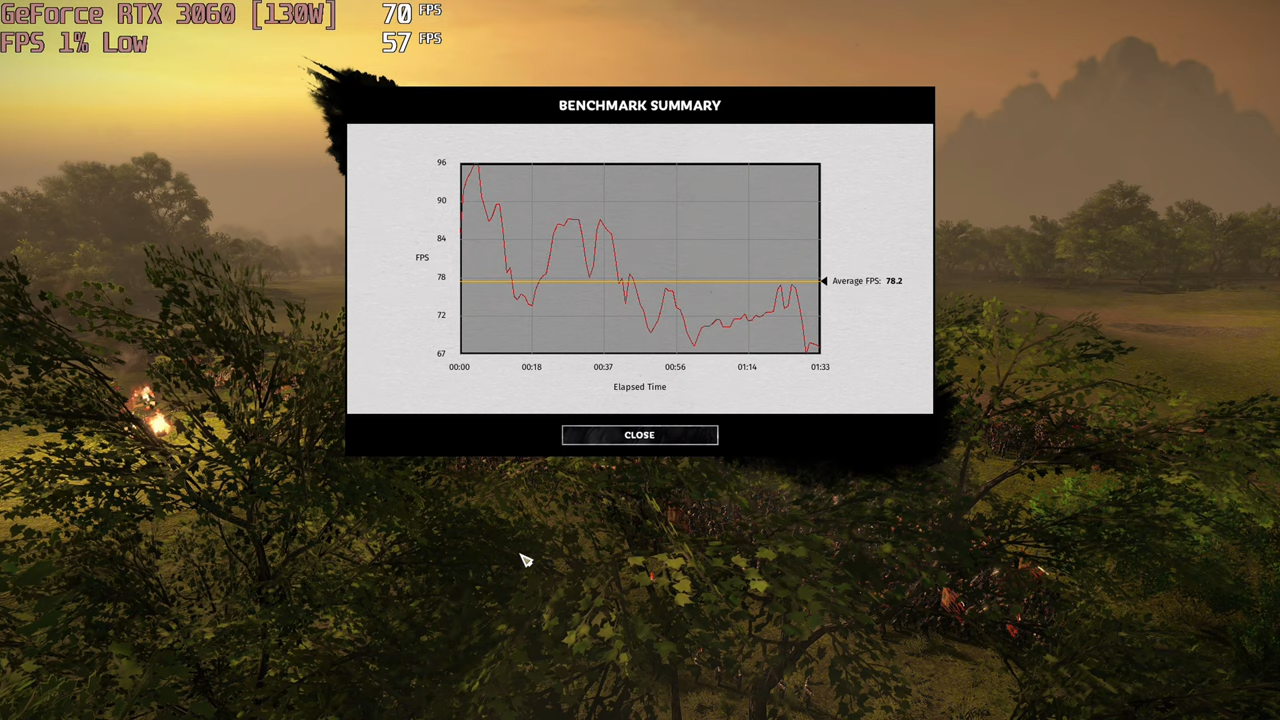 GeForce RTX 3060 [130W] 70 FPS
FPS 1% Low 57 FPS
BENCHMARK SUMMARY
96
90
84
FPS
78
Average FPS: 78.2
72
67
00:00 00:18 00:37 00:56 01:14 01:33
Elapsed Time
CLOSE